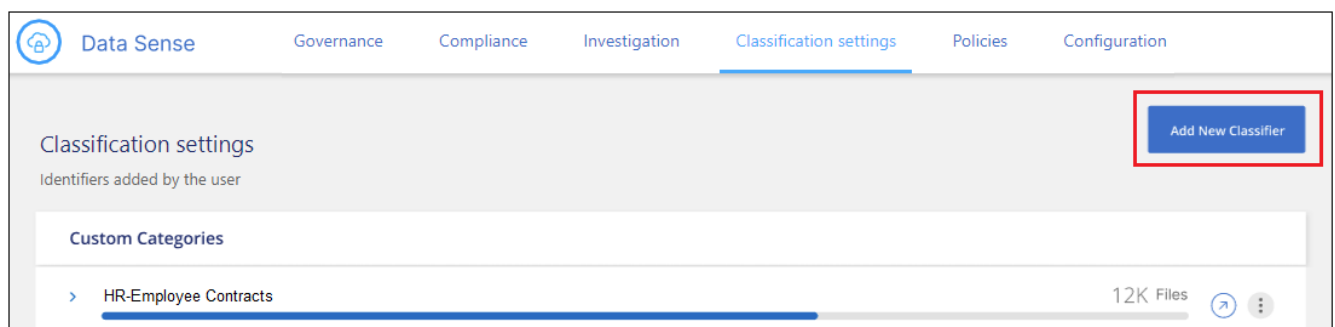 Data Sense Governance Compliance Investigation Classification settings Policies Configuration
Add New Classifier
Classification settings
Identifiers added by the user
Custom Categories
HR-Employee Contracts 12K Files